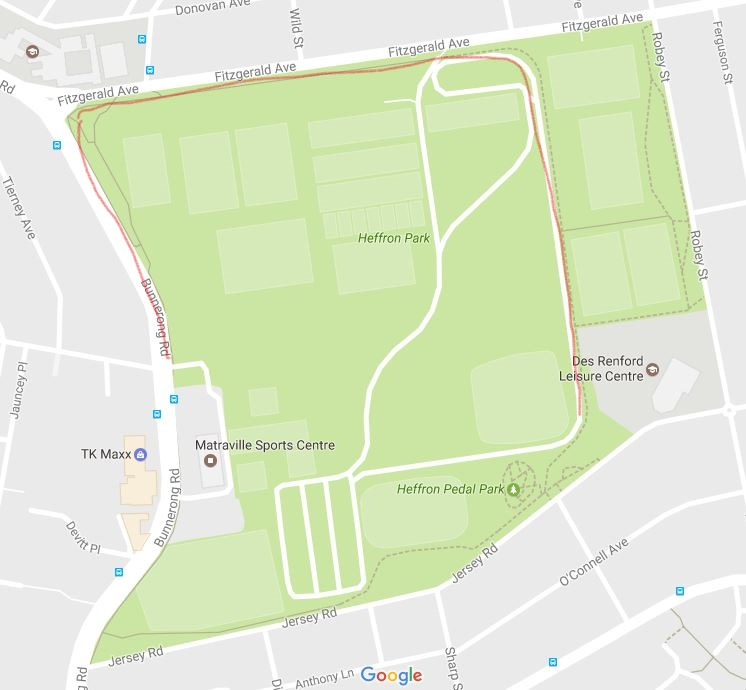 Donovan Ave
Wild St
Fitzgerald Ave
Fitzgerald Ave
Fitzgerald Ave
Robey St
Ferguson St
Rd
Tierney Ave
Heffron Park
Robey St
Bunnerong Rd
Jauncey Pl
Des Renford
Leisure Centre
TK Maxx
Matraville Sports Centre
Bunnerong Rd
Heffron Pedal Park
Devitt Pl
Jersey Rd
O'Connell Ave
Jersey Rd
Jersey Rd
Sharp S
Anthony Ln
Google